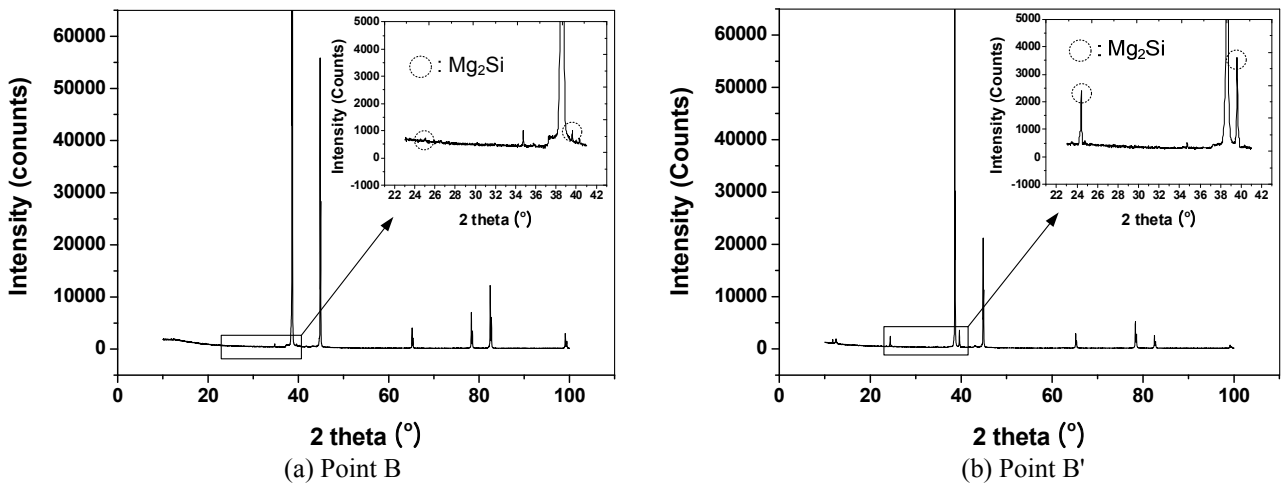 60000
50000
40000
30000
20000
10000
0
Intensity (conunts)
0 20 40 60 80 100
2 theta (°)
5000
4000
3000
2000
1000
0
-1000
Intensity (Counts)
: Mg₂Si
22 24 26 28 30 32 34 36 38 40 42
2 theta (°)
(a) Point B
60000
50000
40000
30000
20000
10000
0
Intensity (Counts)
0 20 40 60 80 100
2 theta (°)
5000
4000
3000
2000
1000
0
-1000
Intensity (Counts)
: Mg₂Si
22 24 26 28 30 32 34 36 38 40 42
2 theta (°)
(b) Point B'